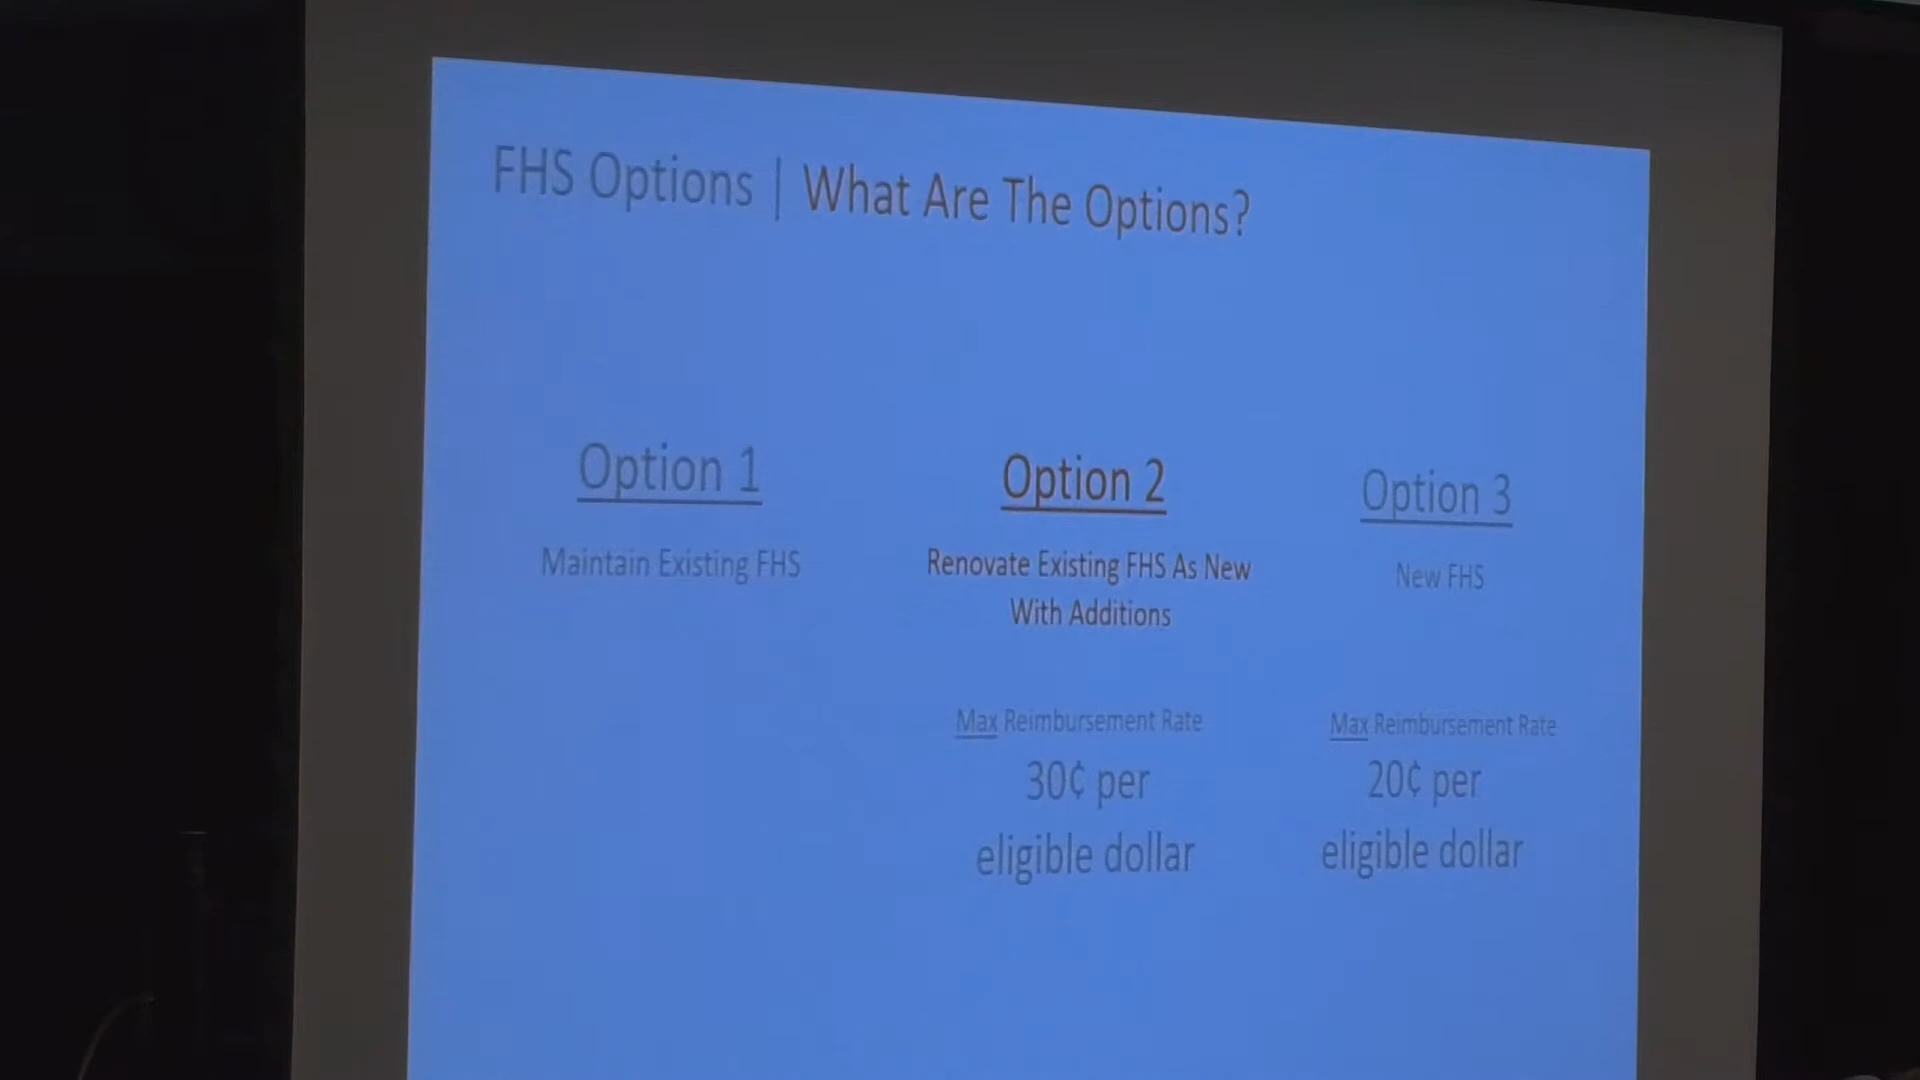 FHS Options | What Are The Options?
Option 1
Maintain Existing FHS
Option 2
Renovate Existing FHS As New
With Additions
Max Reimbursement Rate
30¢ per
eligible dollar
Option 3
New FHS
Max Reimbursement Rate
20¢ per
eligible dollar